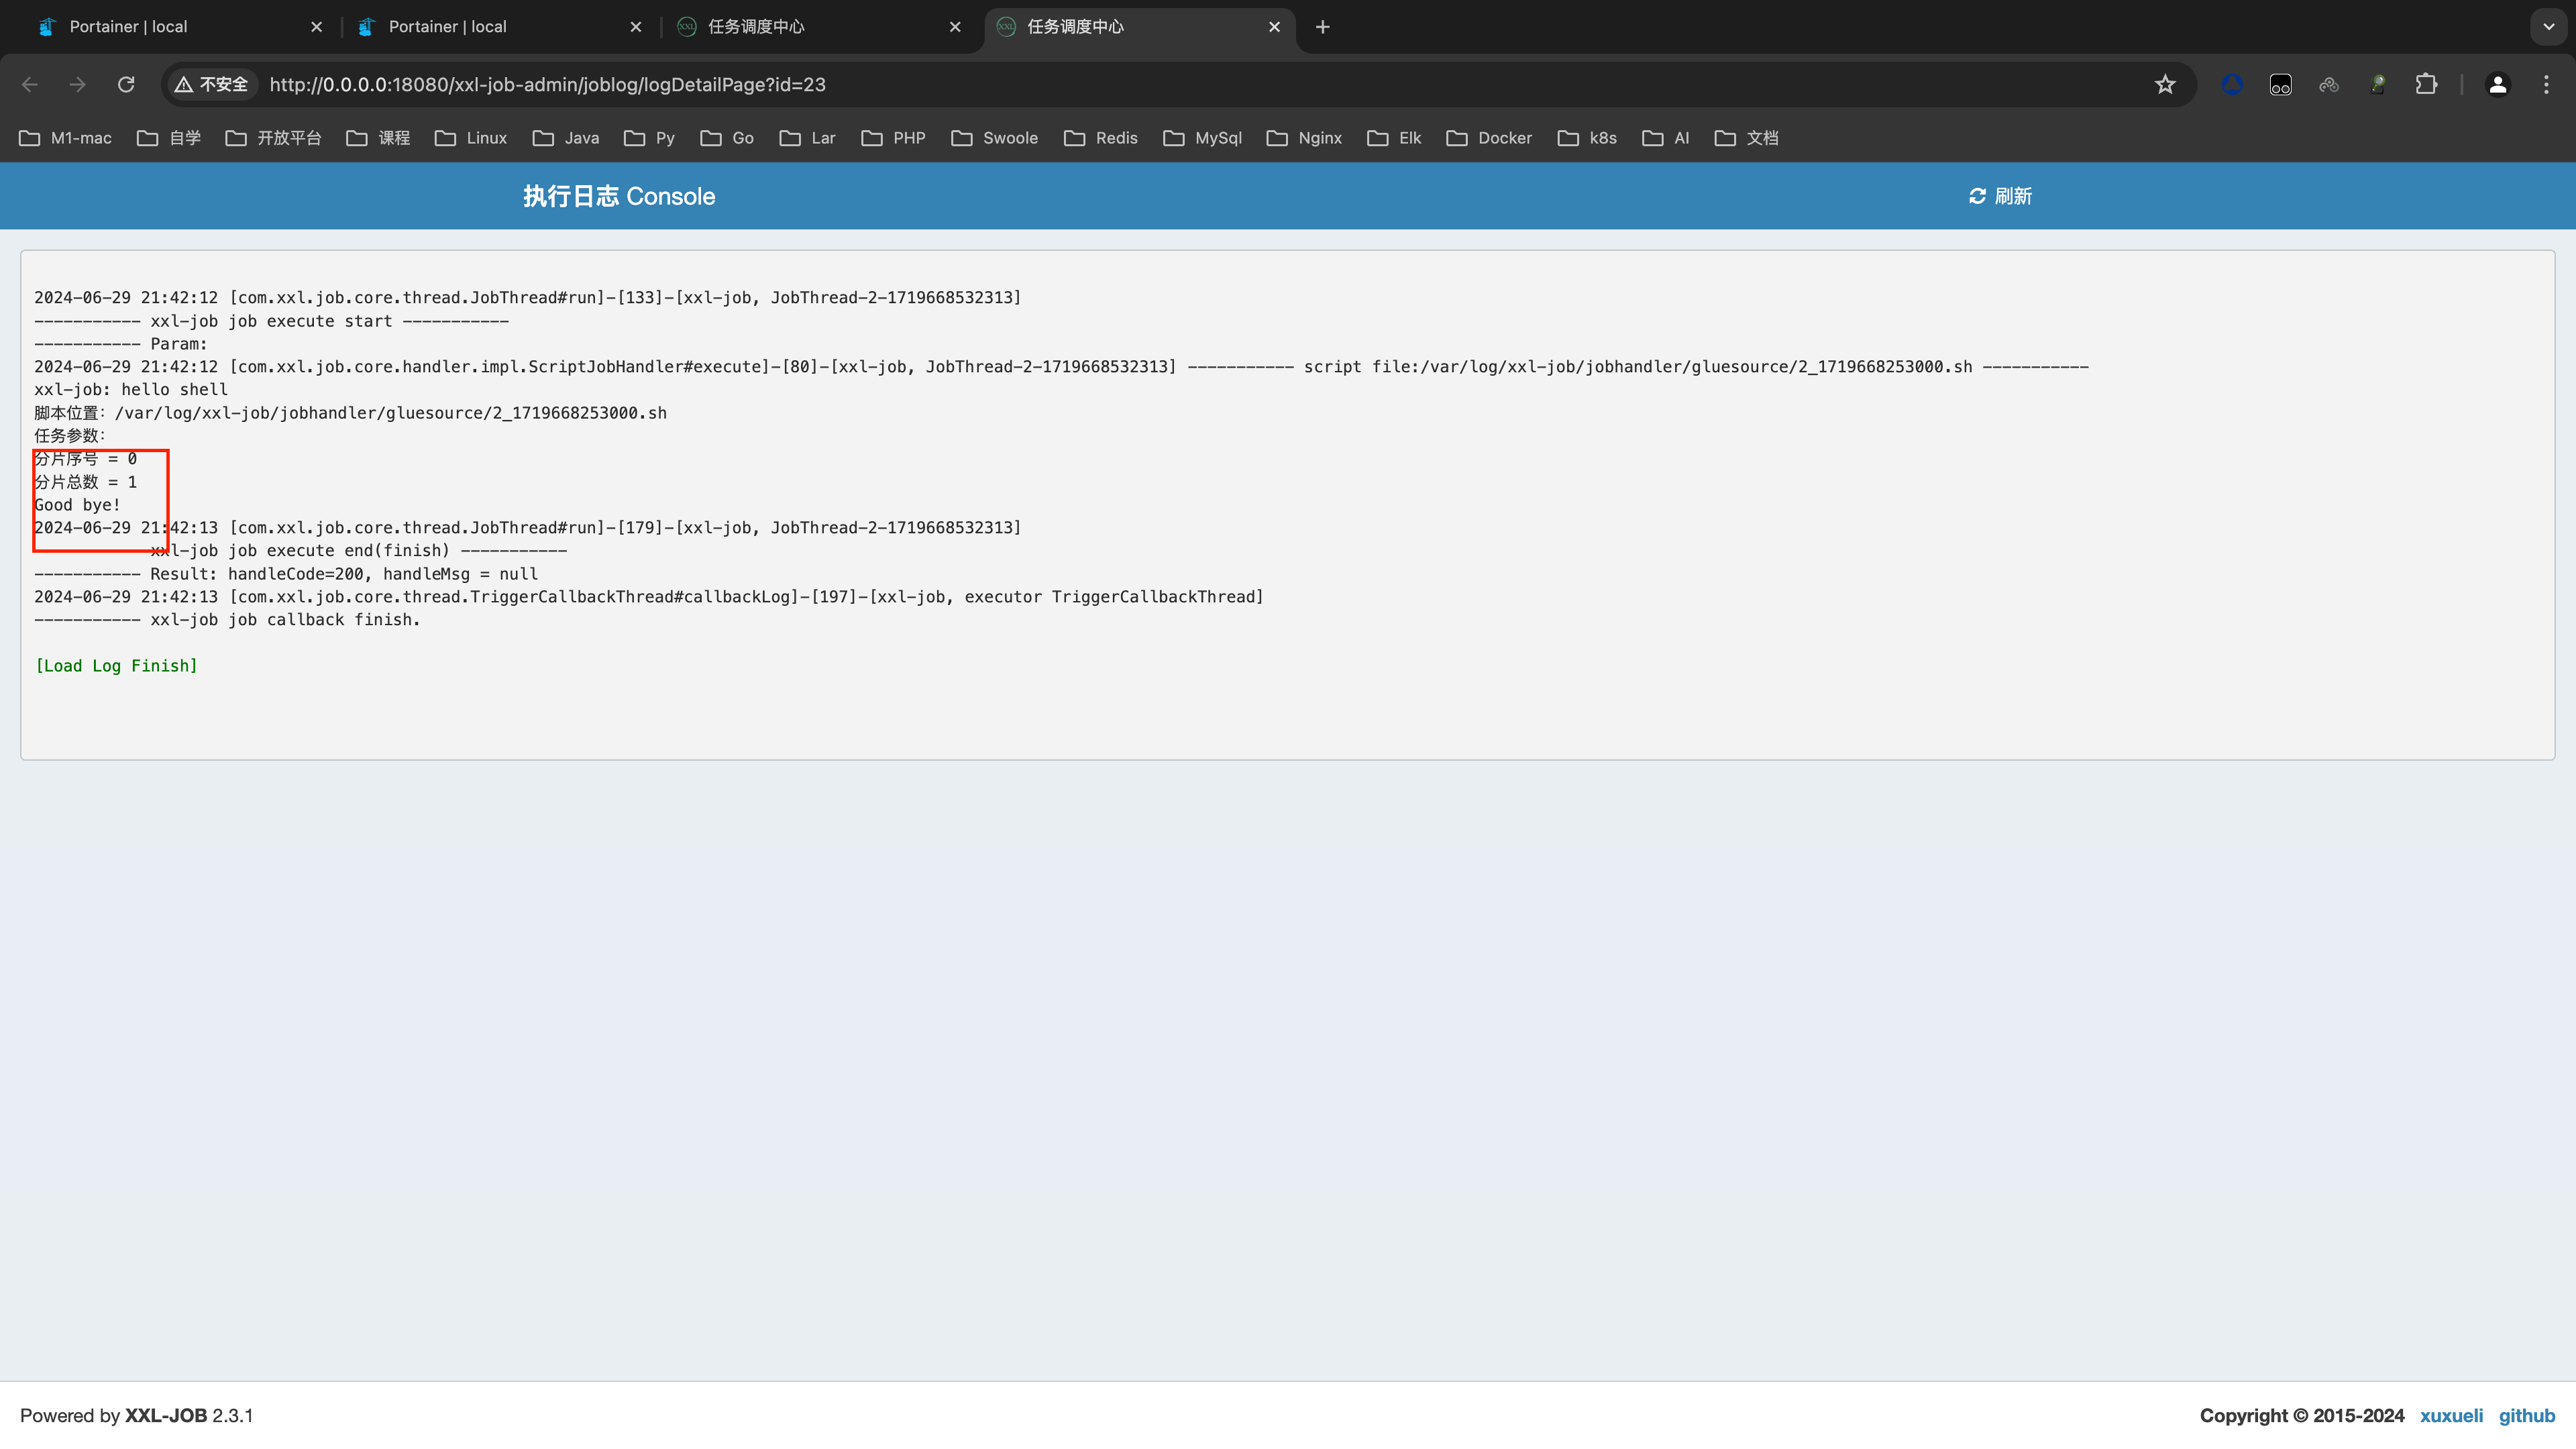 Portainer | local
Portainer | local
任务调度中心
任务调度中心
不安全 http://0.0.0.0:18080/xxl-job-admin/joblog/logDetailPage?id=23
M1-mac 自学 开放平台 课程 Linux Java Py Go Lar PHP Swoole Redis MySql Nginx Elk Docker k8s AI 文档
执行日志 Console 刷新
2024-06-29 21:42:12 [com.xxl.job.core.thread.JobThread#run]-[133]-[xxl-job, JobThread-2-1719668532313]
----------- xxl-job job execute start -----------
----------- Param:
2024-06-29 21:42:12 [com.xxl.job.core.handler.impl.ScriptJobHandler#execute]-[80]-[xxl-job, JobThread-2-1719668532313] ----------- script file:/var/log/xxl-job/jobhandler/gluesource/2_1719668253000.sh -----------
xxl-job: hello shell
脚本位置：/var/log/xxl-job/jobhandler/gluesource/2_1719668253000.sh
任务参数：
分片序号 = 0
分片总数 = 1
Good bye!
2024-06-29 21:42:13 [com.xxl.job.core.thread.JobThread#run]-[179]-[xxl-job, JobThread-2-1719668532313]
xxl-job job execute end(finish) -----------
----------- Result: handleCode=200, handleMsg = null
2024-06-29 21:42:13 [com.xxl.job.core.thread.TriggerCallbackThread#callbackLog]-[197]-[xxl-job, executor TriggerCallbackThread]
----------- xxl-job job callback finish.
[Load Log Finish]
Powered by XXL-JOB 2.3.1
Copyright © 2015-2024 xuxueli github